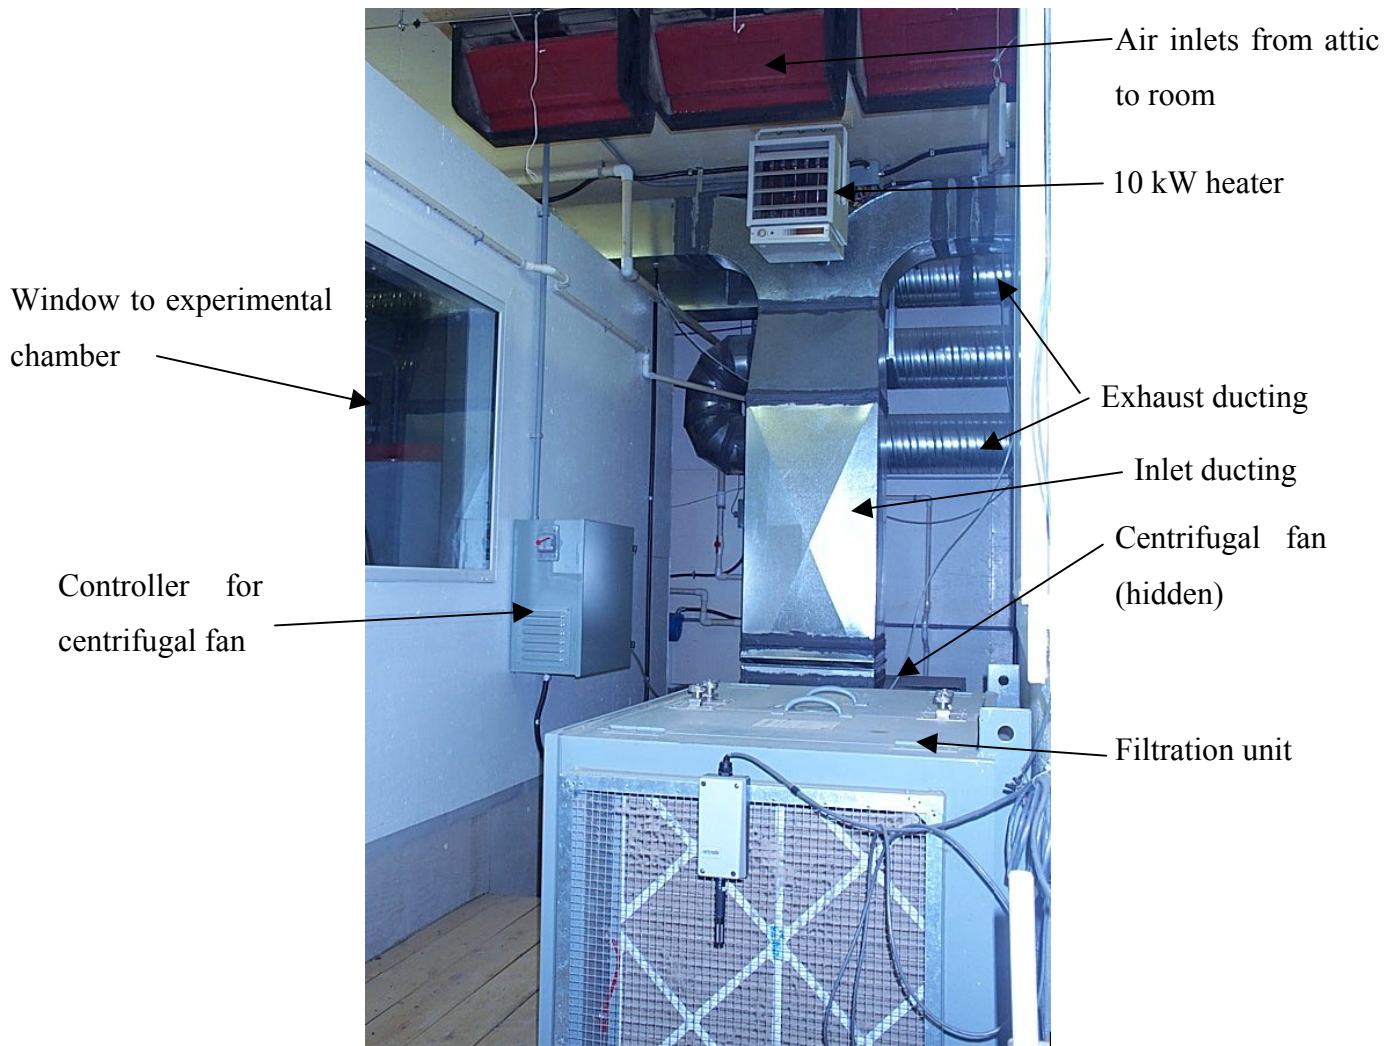 Air inlets from attic
to room
10 kW heater
Window to experimental
chamber
Exhaust ducting
Inlet ducting
Centrifugal fan
(hidden)
Controller for
centrifugal fan
Filtration unit